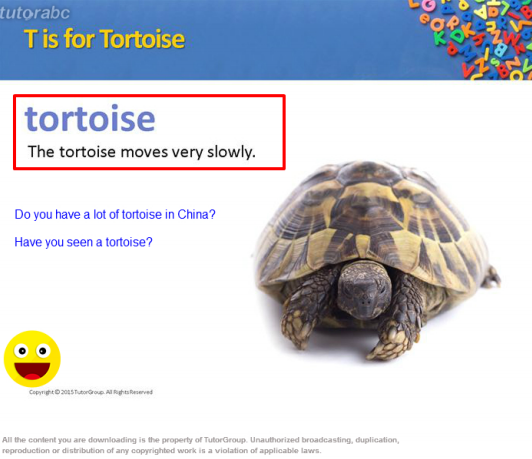 tutorabc
T is for Tortoise
tortoise
The tortoise moves very slowly.
Do you have a lot of tortoise in China?
Have you seen a tortoise?
Copyright © 2015 TutorGroup. All Rights Reserved
All the content you are downloading is the property of TutorGroup. Unauthorized broadcasting, duplication,
reproduction or distribution of any copyrighted work is a violation of applicable laws.